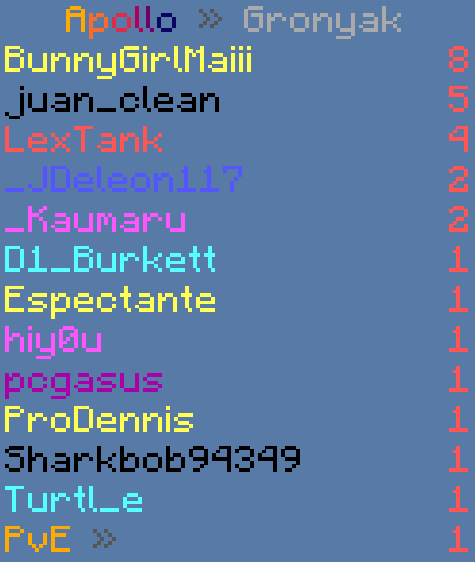 Apollo » Gronyak
BunnyGirlMaiii 8
juan_clean 5
LexTank 4
_JDeleon117 2
_Kaumaru 2
D1_Burkett 1
Espectante 1
hiy0u 1
pcgasus 1
ProDennis 1
Sharkbob94349 1
Turtl_e 1
PvE » 1